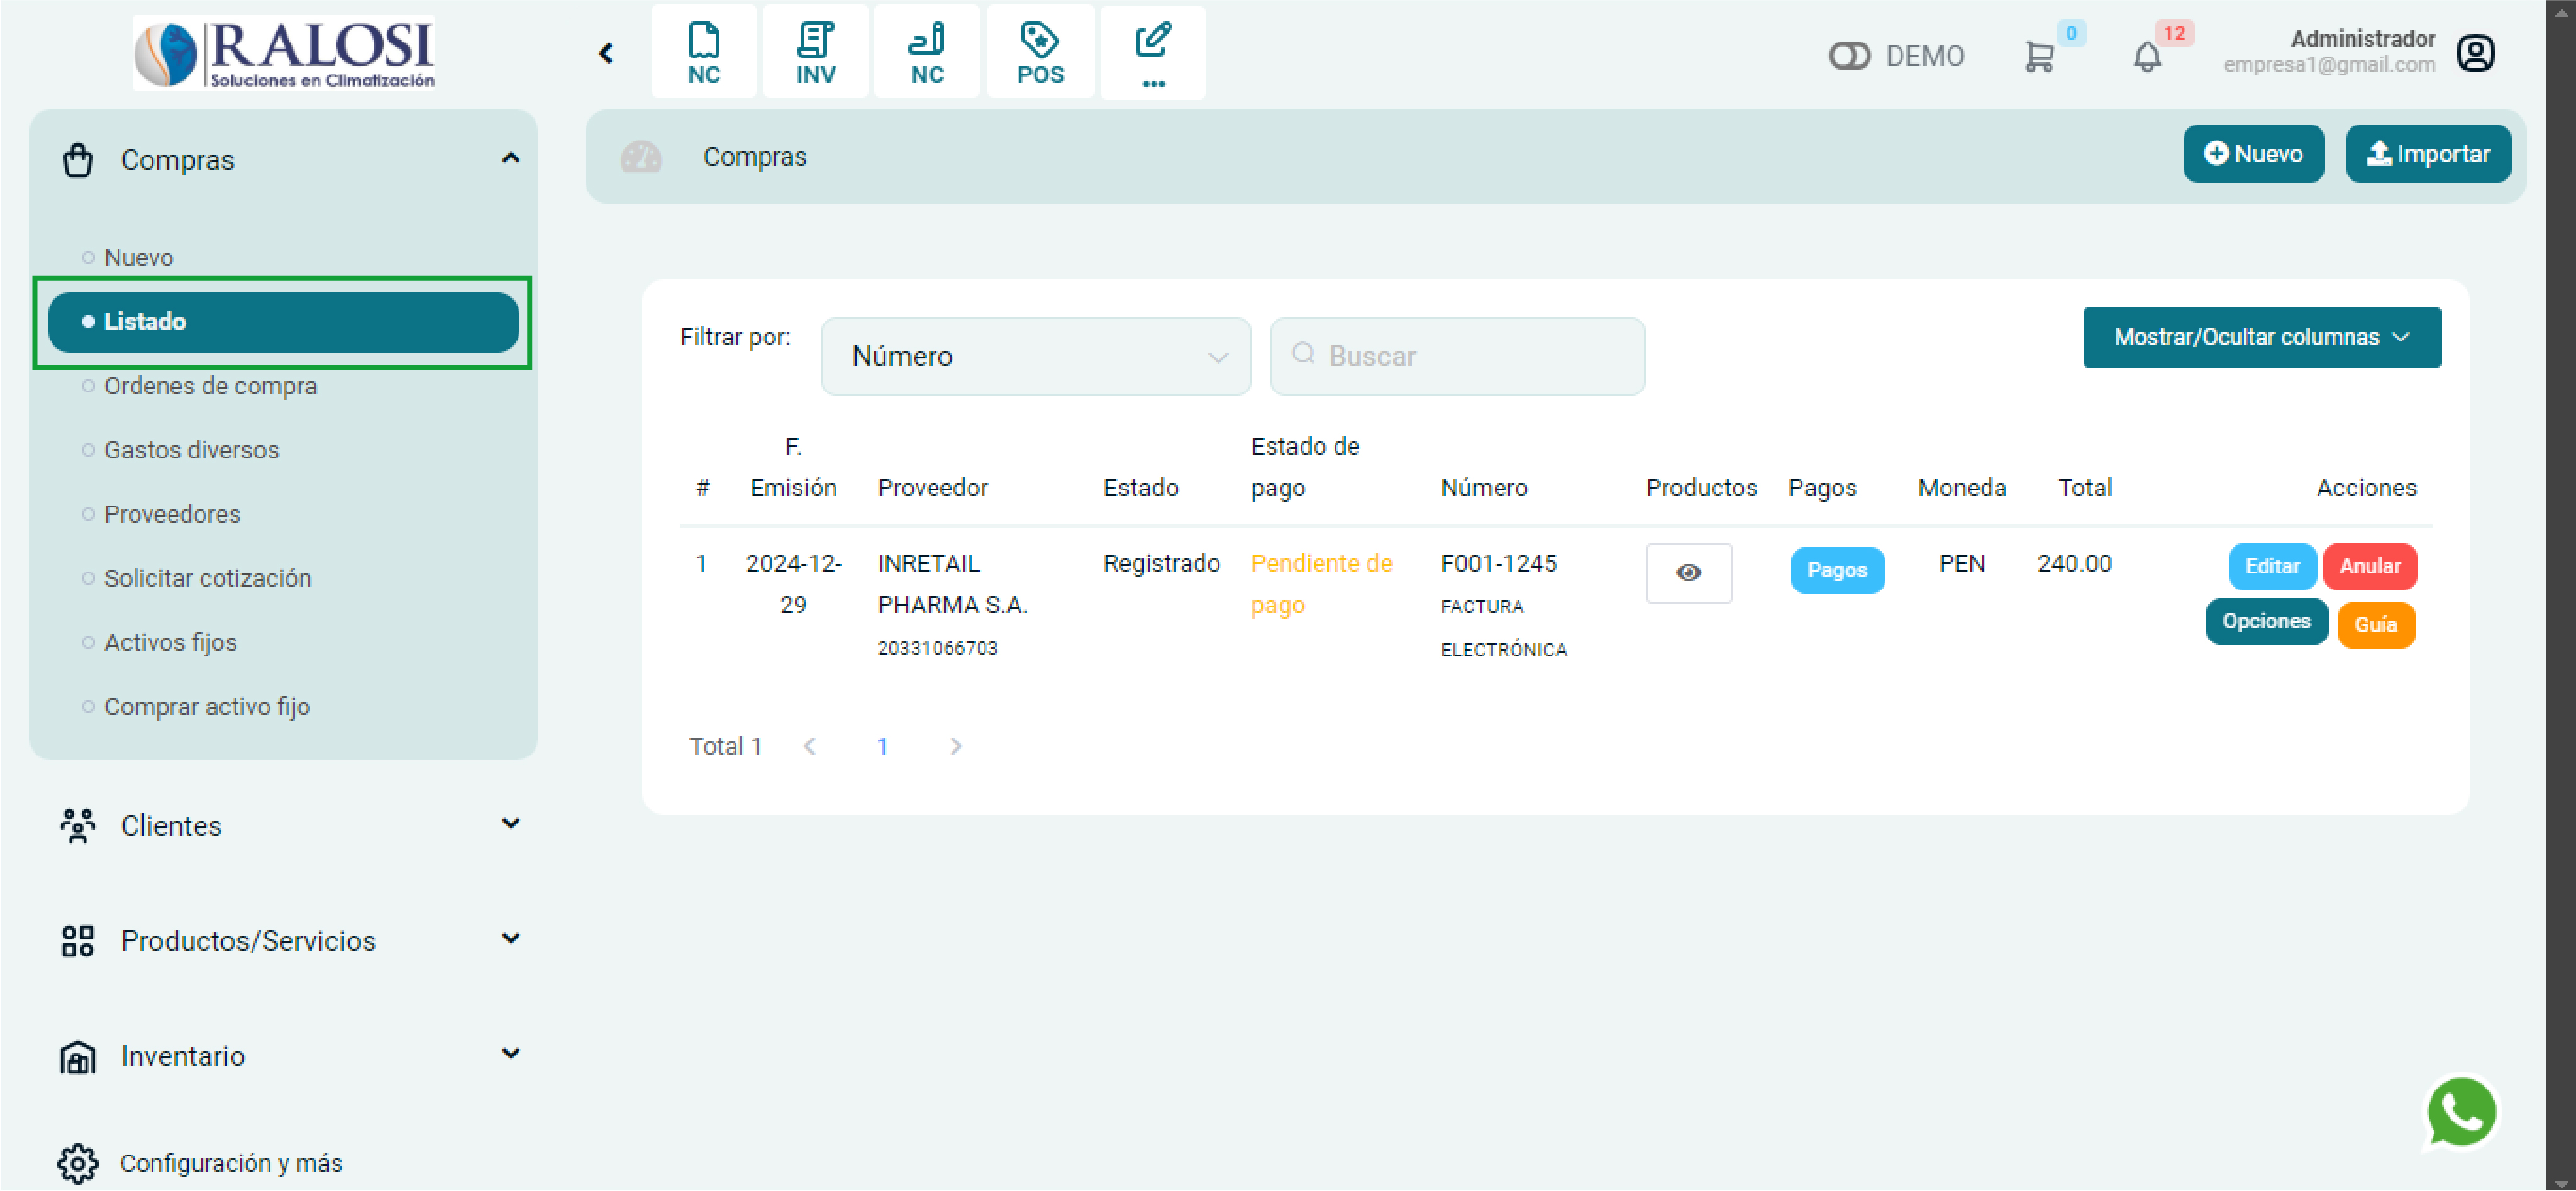 RALOSI
Soluciones en Climatización
NC
INV
NC
POS
...
DEMO
0
12
Administrador
empresa1@gmail.com
Compras
Nuevo
Listado
Ordenes de compra
Gastos diversos
Proveedores
Solicitar cotización
Activos fijos
Comprar activo fijo
Clientes
Productos/Servicios
Inventario
Configuración y más
Compras
Nuevo
Importar
Filtrar por:
Número
Buscar
Mostrar/Ocultar columnas
# F. Emisión Proveedor Estado Estado de pago Número Productos Pagos Moneda Total Acciones
1 2024-12-29 INRETAIL PHARMA S.A. 20331066703 Registrado Pendiente de pago F001-1245 FACTURA ELECTRÓNICA Pagos PEN 240.00 Editar Anular
Opciones Guía
Total 1 1